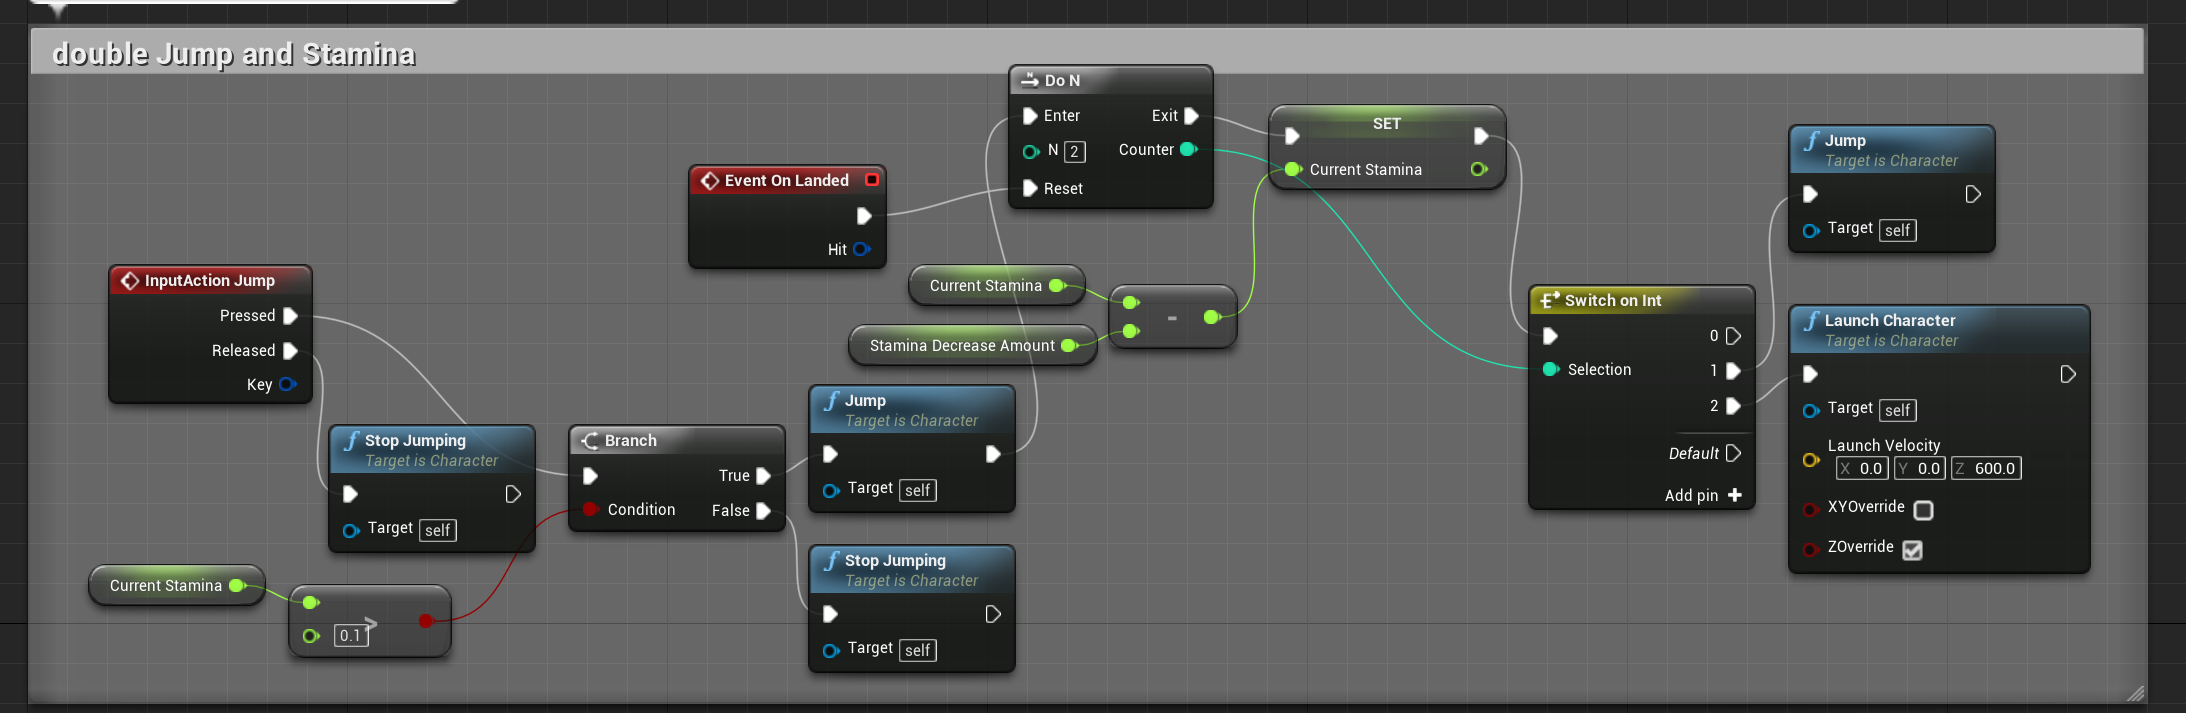 double Jump and Stamina
Do N
Enter
Exit
N 2
Counter
Reset
SET
Current Stamina
Jump
Target is Character
Target self
Event On Landed
Hit
InputAction Jump
Pressed
Released
Key
Current Stamina
Stamina Decrease Amount
-
Switch on Int
0
Selection
1
2
Default
Add pin +
Launch Character
Target is Character
Target self
Launch Velocity
X 0.0 Y 0.0 Z 600.0
XYOverride
ZOverride
Stop Jumping
Target is Character
Target self
Branch
True
Condition
False
Jump
Target is Character
Target self
Stop Jumping
Target is Character
Target self
Current Stamina
>
0.1